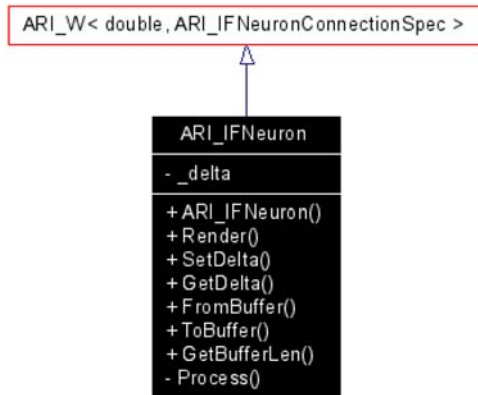 ARI_W< double, ARI_IFNeuronConnectionSpec >
ARI_IFNeuron
- _delta
+ ARI_IFNeuron()
+ Render()
+ SetDelta()
+ GetDelta()
+ FromBuffer()
+ ToBuffer()
+ GetBufferLen()
- Process()